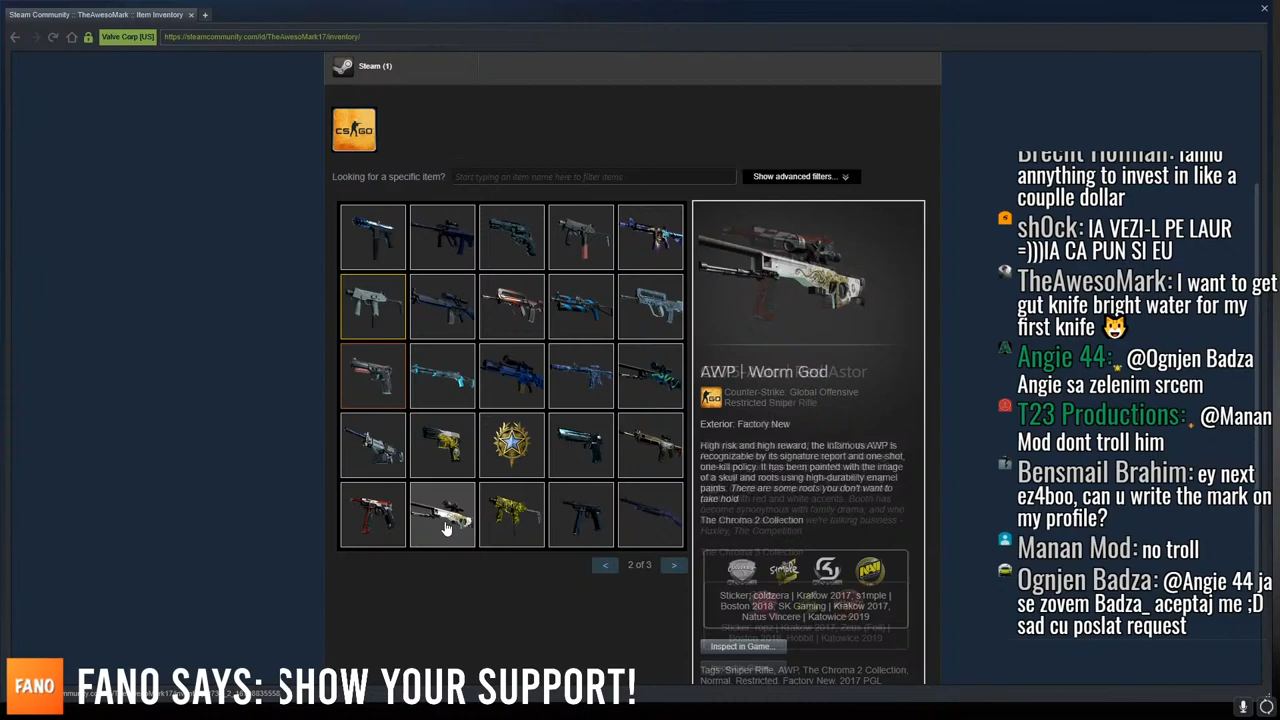 Steam Community :: TheAwesoMark :: Item Inventory
Valve Corp [US]
https://steamcommunity.com/id/TheAwesoMark17/inventory/
Steam (1)
CS GO
Looking for a specific item?
Start typing an item name here to filter items
Show advanced filters...
AWP | Worm God
Counter-Strike: Global Offensive
Restricted Sniper Rifle
Exterior: Factory New
High risk and high reward, the infamous AWP is
recognizable by its signature report and one-shot,
one-kill policy. It has been painted with the image
of a skull and roots using high-durability enamel
paints. There are some roots you don't want to
take hold
The Chroma 2 Collection
Sticker: coldzera | Krakow 2017, s1mple |
Boston 2018, SK Gaming | Krakow 2017,
Natus Vincere | Katowice 2019
Inspect in Game...
Tags: Sniper Rifle, AWP, The Chroma 2 Collection,
Normal, Restricted, Factory New, 2017 PGL
<
2 of 3
>
Brecht Hofman: fanno
annything to invest in like a
couplle dollar
shOck: IA VEZI-L PE LAUR
=)))IA CA PUN SI EU
TheAwesoMark: I want to get
gut knife bright water for my
first knife
Angie 44: @Ognjen Badza
Angie sa zelenim srcem
T23 Productions: @Manan
Mod dont troll him
Bensmail Brahim: ey next
ez4boo, can u write the mark on
my profile?
Manan Mod: no troll
Ognjen Badza: @Angie 44 ja
se zovem Badza_ aceptaj me ;D
sad cu poslat request
FANO
FANO SAYS: SHOW YOUR SUPPORT!